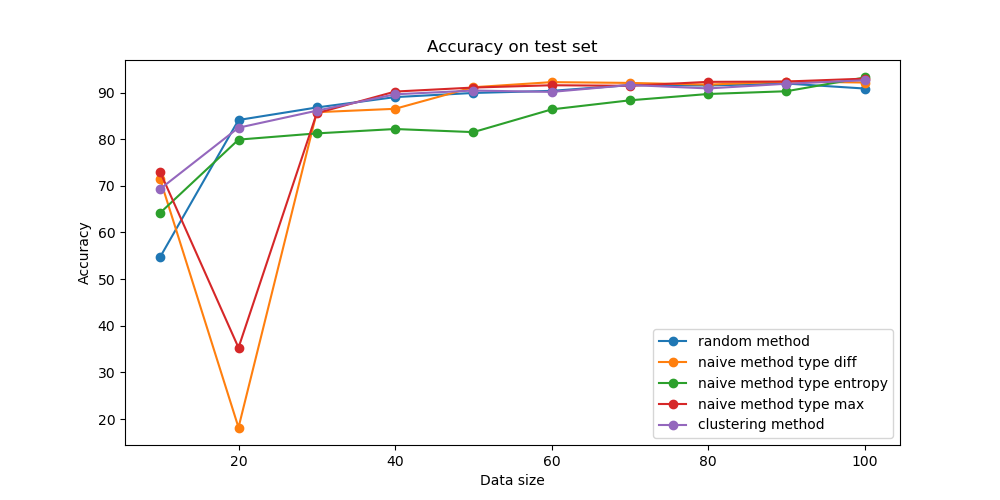 Accuracy on test set
Accuracy
90
80
70
60
50
40
30
20
20
40
60
80
100
Data size
random method
naive method type diff
naive method type entropy
naive method type max
clustering method